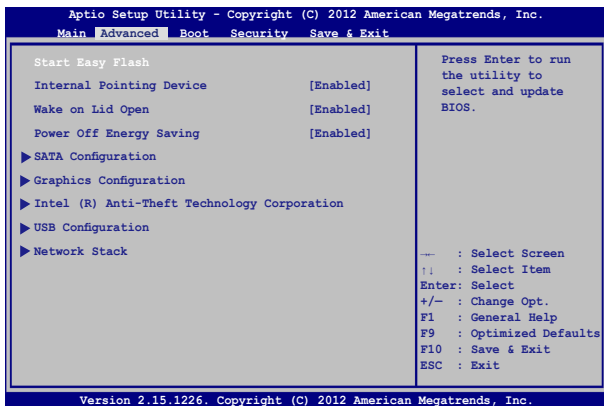 Aptio Setup Utility - Copyright (C) 2012 American Megatrends, Inc.
Main Advanced Boot Security Save & Exit
Start Easy Flash
Internal Pointing Device [Enabled]
Wake on Lid Open [Enabled]
Power Off Energy Saving [Enabled]
SATA Configuration
Graphics Configuration
Intel (R) Anti-Theft Technology Corporation
USB Configuration
Network Stack
Press Enter to run
the utility to
select and update
BIOS.
→← : Select Screen
↑↓ : Select Item
Enter: Select
+/— : Change Opt.
F1 : General Help
F9 : Optimized Defaults
F10 : Save & Exit
ESC : Exit
Version 2.15.1226. Copyright (C) 2012 American Megatrends, Inc.